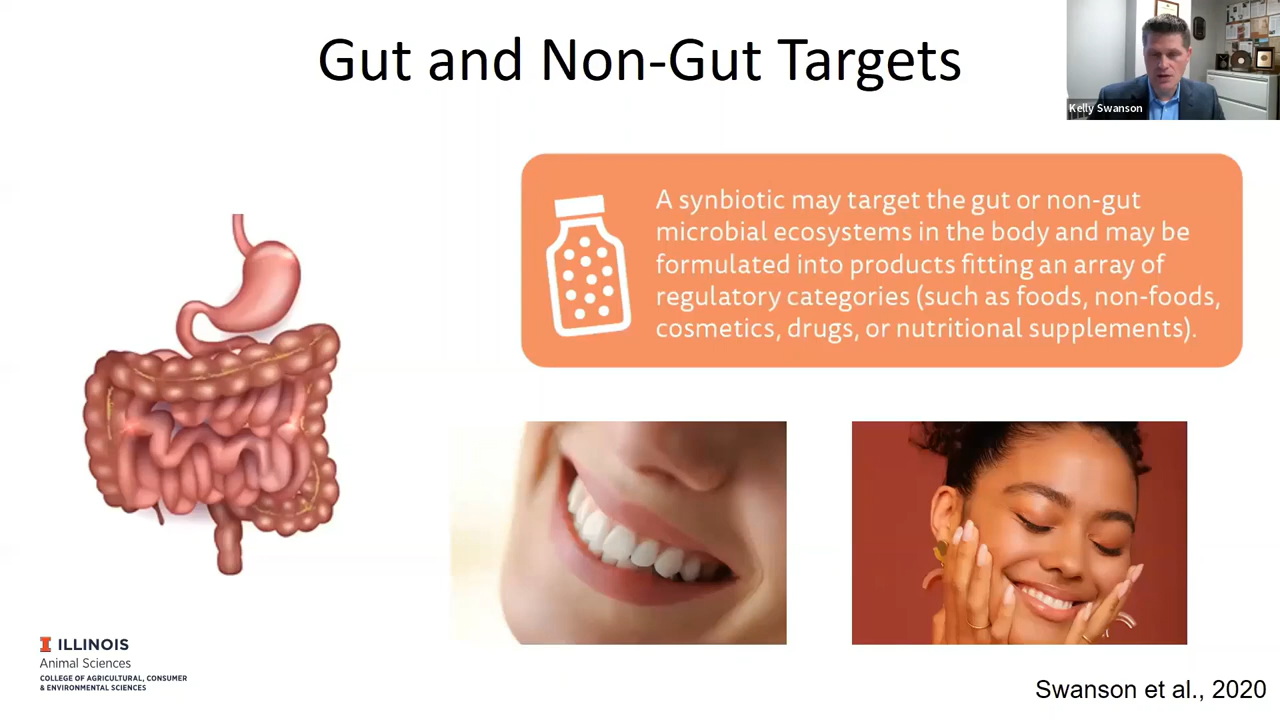 Gut and Non-Gut Targets
Kelly Swanson
A synbiotic may target the gut or non-gut
microbial ecosystems in the body and may be
formulated into products fitting an array of
regulatory categories (such as foods, non-foods,
cosmetics, drugs, or nutritional supplements).
I ILLINOIS
Animal Sciences
COLLEGE OF AGRICULTURAL, CONSUMER
& ENVIRONMENTAL SCIENCES
Swanson et al., 2020